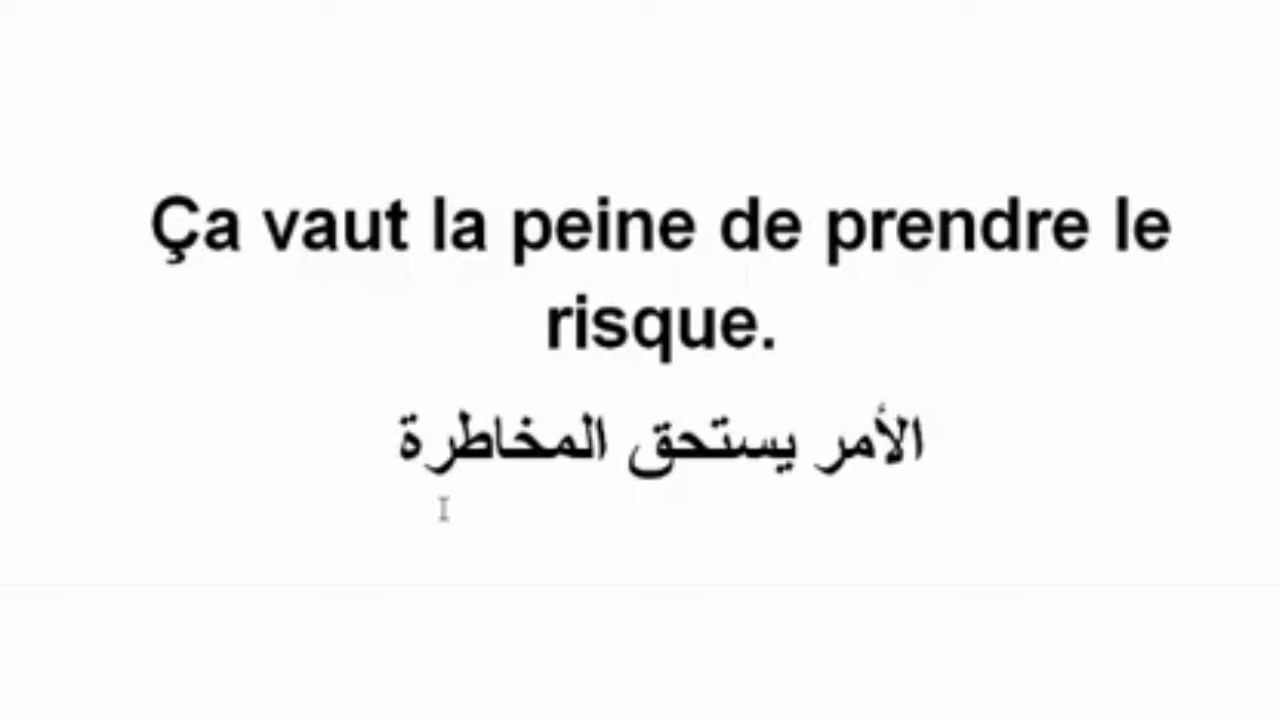 Ça vaut la peine de prendre le
risque.
الأمر يستحق المخاطرة